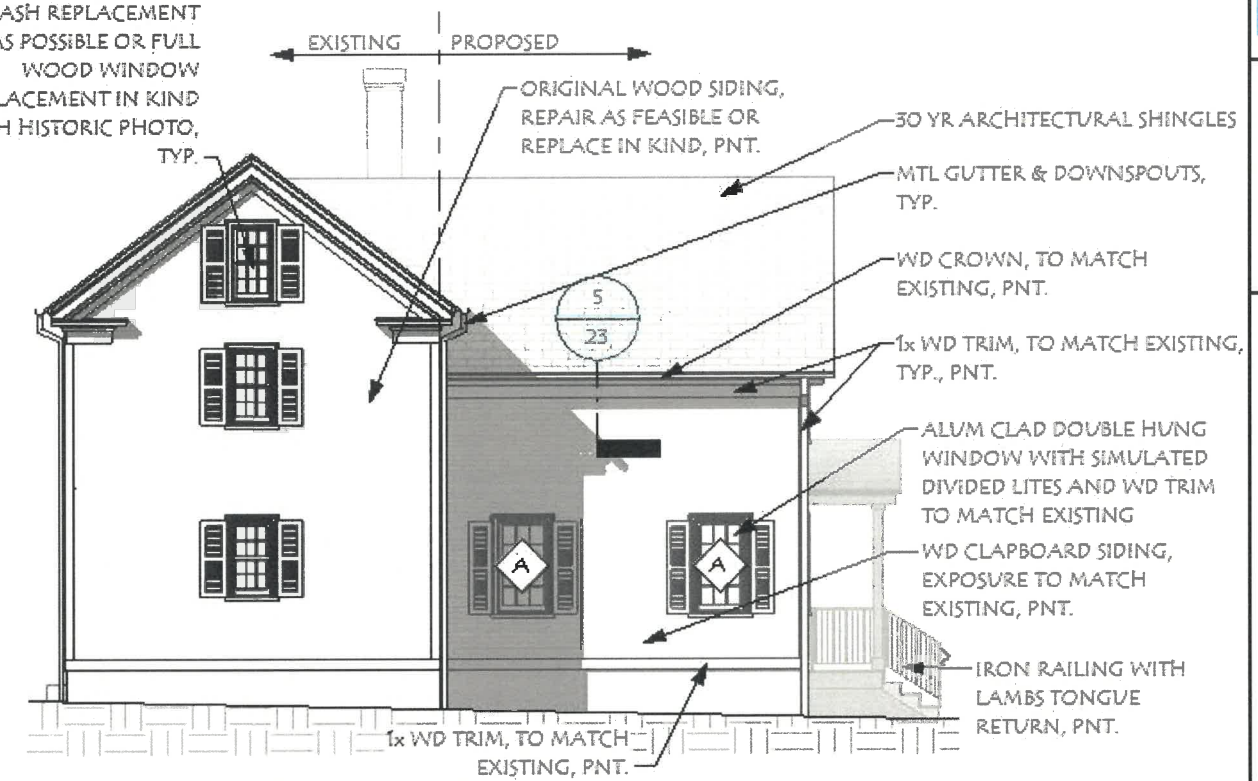 ASH REPLACEMENT
AS POSSIBLE OR FULL
WOOD WINDOW
LACEMENT IN KIND
H HISTORIC PHOTO,
TYP.
EXISTING
PROPOSED
ORIGINAL WOOD SIDING,
REPAIR AS FEASIBLE OR
REPLACE IN KIND, PNT.
30 YR ARCHITECTURAL SHINGLES
MTL GUTTER & DOWNSPOUTS,
TYP.
WD CROWN, TO MATCH
EXISTING, PNT.
5
23
1x WD TRIM, TO MATCH EXISTING,
TYP., PNT.
ALUM CLAD DOUBLE HUNG
WINDOW WITH SIMULATED
DIVIDED LITES AND WD TRIM
TO MATCH EXISTING
A
A
WD CLAPBOARD SIDING,
EXPOSURE TO MATCH
EXISTING, PNT.
IRON RAILING WITH
LAMBS TONGUE
RETURN, PNT.
1x WD TRIM, TO MATCH
EXISTING, PNT.